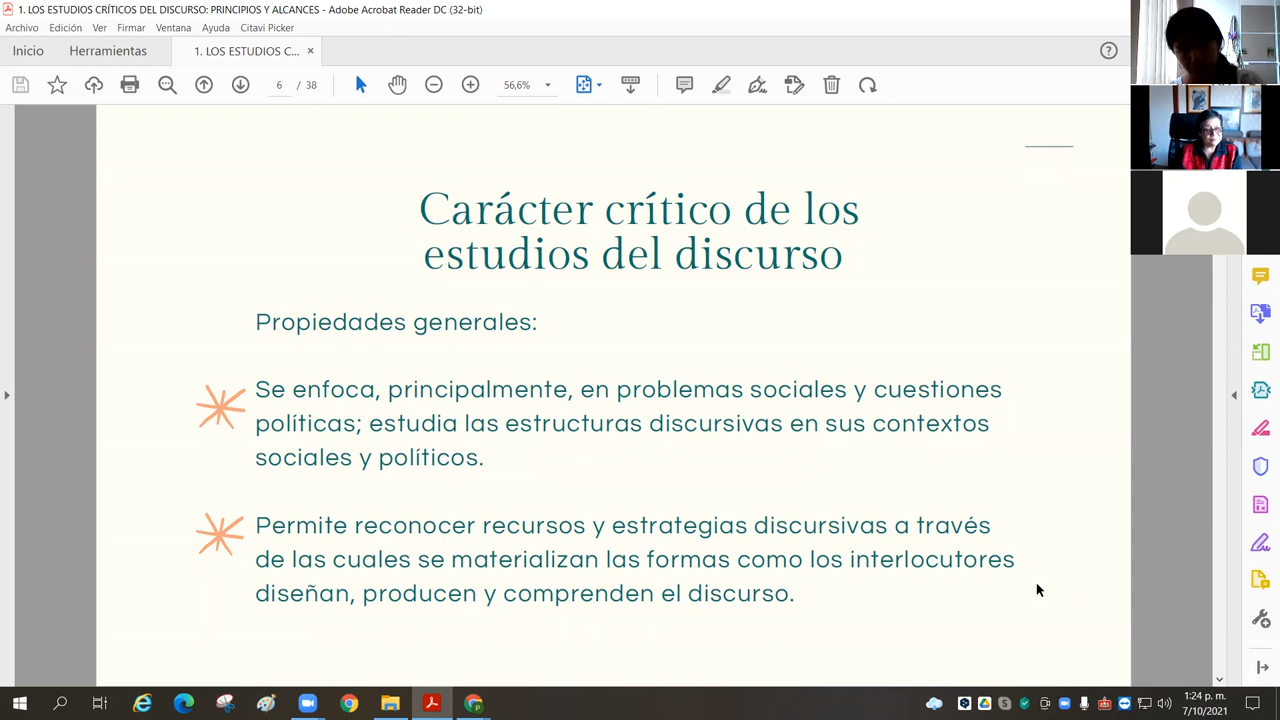 1. LOS ESTUDIOS CRÍTICOS DEL DISCURSO: PRINCIPIOS Y ALCANCES - Adobe Acrobat Reader DC (32-bit)
Archivo Edición Ver Firmar Ventana Ayuda Citavi Picker
Inicio Herramientas 1. LOS ESTUDIOS C... ×
6 / 38 56,6%
Carácter crítico de los
estudios del discurso
Propiedades generales:
Se enfoca, principalmente, en problemas sociales y cuestiones
políticas; estudia las estructuras discursivas en sus contextos
sociales y políticos.
Permite reconocer recursos y estrategias discursivas a través
de las cuales se materializan las formas como los interlocutores
diseñan, producen y comprenden el discurso.
1:24 p. m.
7/10/2021